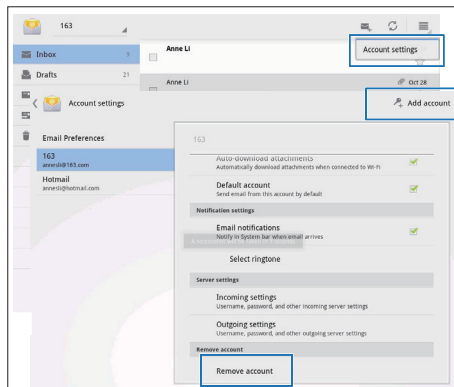 163
Inbox
9
Anne Li
Account settings
Drafts
21
Anne Li
Oct 28
Account settings
Add account
Email Preferences
163
annesli@163.com
Hotmail
annesli@hotmail.com
163
Auto-download attachments
Automatically download attachments when connected to Wi-Fi
Default account
Send email from this account by default
Notification settings
Email notifications
Notify in System bar when email arrives
Select ringtone
Server settings
Incoming settings
Username, password, and other incoming server settings
Outgoing settings
Username, password, and other outgoing server settings
Remove account
Remove account